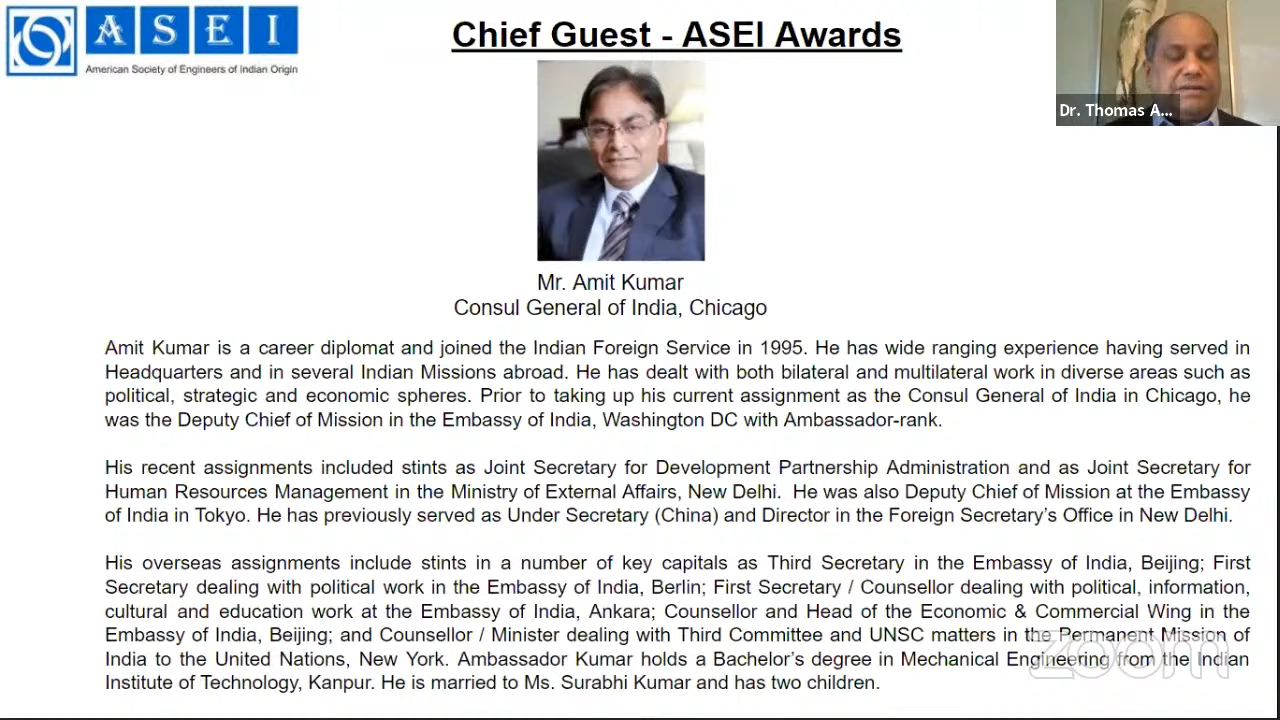 A S E I
American Society of Engineers of Indian Origin
Chief Guest - ASEI Awards
Dr. Thomas A...
Mr. Amit Kumar
Consul General of India, Chicago
Amit Kumar is a career diplomat and joined the Indian Foreign Service in 1995. He has wide ranging experience having served in
Headquarters and in several Indian Missions abroad. He has dealt with both bilateral and multilateral work in diverse areas such as
political, strategic and economic spheres. Prior to taking up his current assignment as the Consul General of India in Chicago, he
was the Deputy Chief of Mission in the Embassy of India, Washington DC with Ambassador-rank.
His recent assignments included stints as Joint Secretary for Development Partnership Administration and as Joint Secretary for
Human Resources Management in the Ministry of External Affairs, New Delhi. He was also Deputy Chief of Mission at the Embassy
of India in Tokyo. He has previously served as Under Secretary (China) and Director in the Foreign Secretary's Office in New Delhi.
His overseas assignments include stints in a number of key capitals as Third Secretary in the Embassy of India, Beijing; First
Secretary dealing with political work in the Embassy of India, Berlin; First Secretary / Counsellor dealing with political, information,
cultural and education work at the Embassy of India, Ankara; Counsellor and Head of the Economic & Commercial Wing in the
Embassy of India, Beijing; and Counsellor / Minister dealing with Third Committee and UNSC matters in the Permanent Mission of
India to the United Nations, New York. Ambassador Kumar holds a Bachelor's degree in Mechanical Engineering from the Indian
Institute of Technology, Kanpur. He is married to Ms. Surabhi Kumar and has two children.
zoom